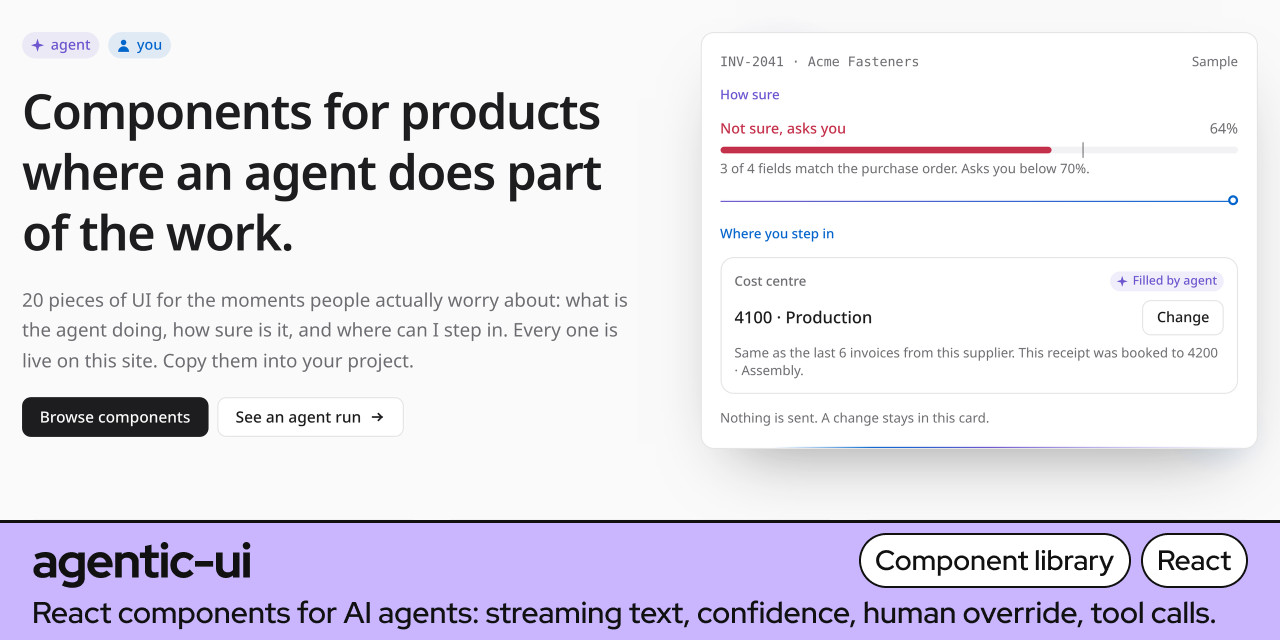 agent
you
Components for products
where an agent does part
of the work.
20 pieces of UI for the moments people actually worry about: what is
the agent doing, how sure is it, and where can I step in. Every one is
live on this site. Copy them into your project.
Browse components
See an agent run →
INV-2041 · Acme Fasteners
Sample
How sure
Not sure, asks you
64%
3 of 4 fields match the purchase order. Asks you below 70%.
Where you step in
Cost centre
Filled by agent
4100 · Production
Change
Same as the last 6 invoices from this supplier. This receipt was booked to 4200
· Assembly.
Nothing is sent. A change stays in this card.
agentic-ui
Component library
React
React components for AI agents: streaming text, confidence, human override, tool calls.